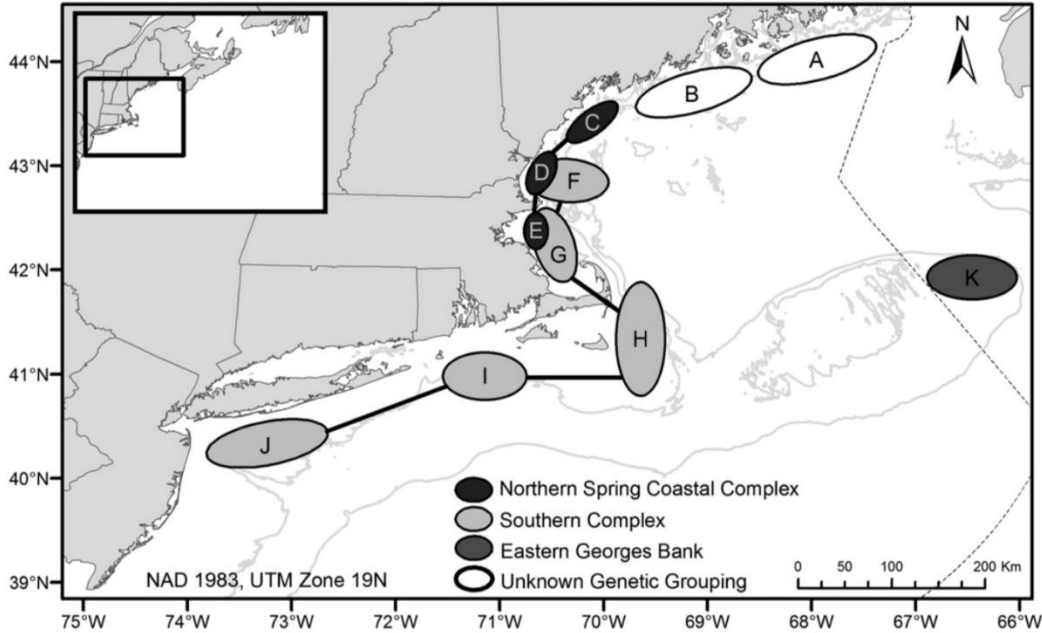 N
44°N
A
B
C
43°N
D
F
E
G
42°N
K
H
41°N
I
J
40°N
Northern Spring Coastal Complex
Southern Complex
Eastern Georges Bank
Unknown Genetic Grouping
0 50 100 200 Km
39°N
NAD 1983, UTM Zone 19N
75°W 74°W 73°W 72°W 71°W 70°W 69°W 68°W 67°W 66°W